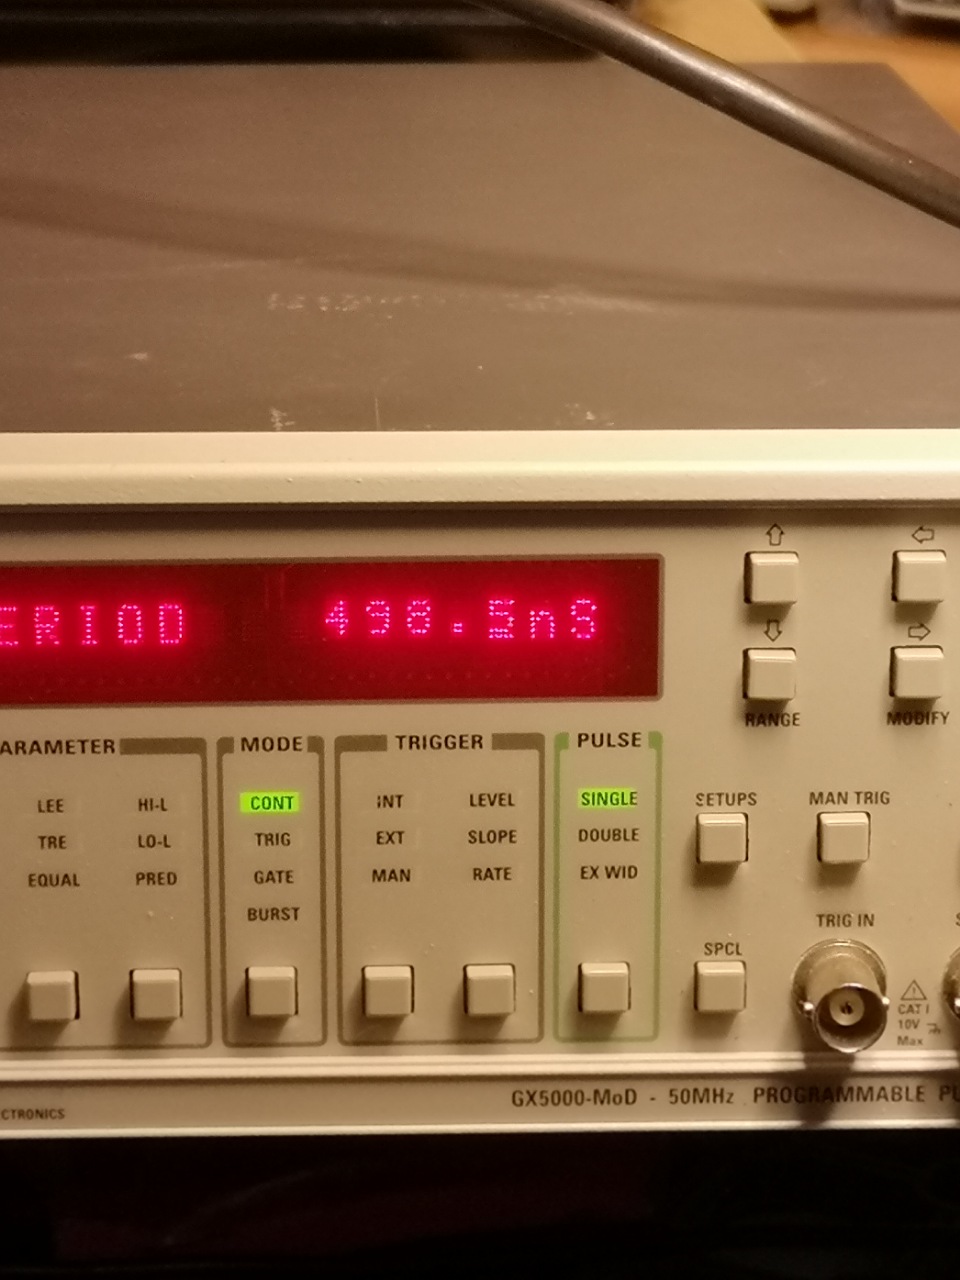 ERIOD 498.5nS
RANGE MODIFY
ARAMETER MODE TRIGGER PULSE
LEE HI-L CONT INT LEVEL SINGLE SETUPS MAN TRIG
TRE LO-L TRIG EXT SLOPE DOUBLE
EQUAL PRED GATE MAN RATE EX WID
BURST TRIG IN
SPCL
CAT I
10V
Max
CTRONICS GX5000-MoD - 50MHz PROGRAMMABLE PU